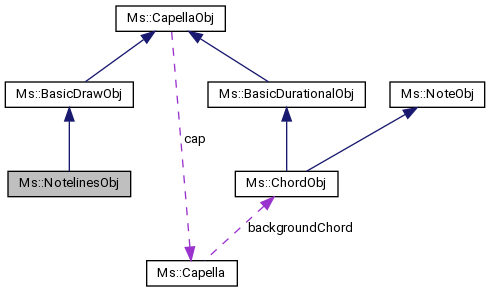 Ms::CapellaObj
Ms::BasicDrawObj
Ms::BasicDurationalObj
Ms::NoteObj
cap
Ms::NotelinesObj
Ms::ChordObj
backgroundChord
Ms::Capella